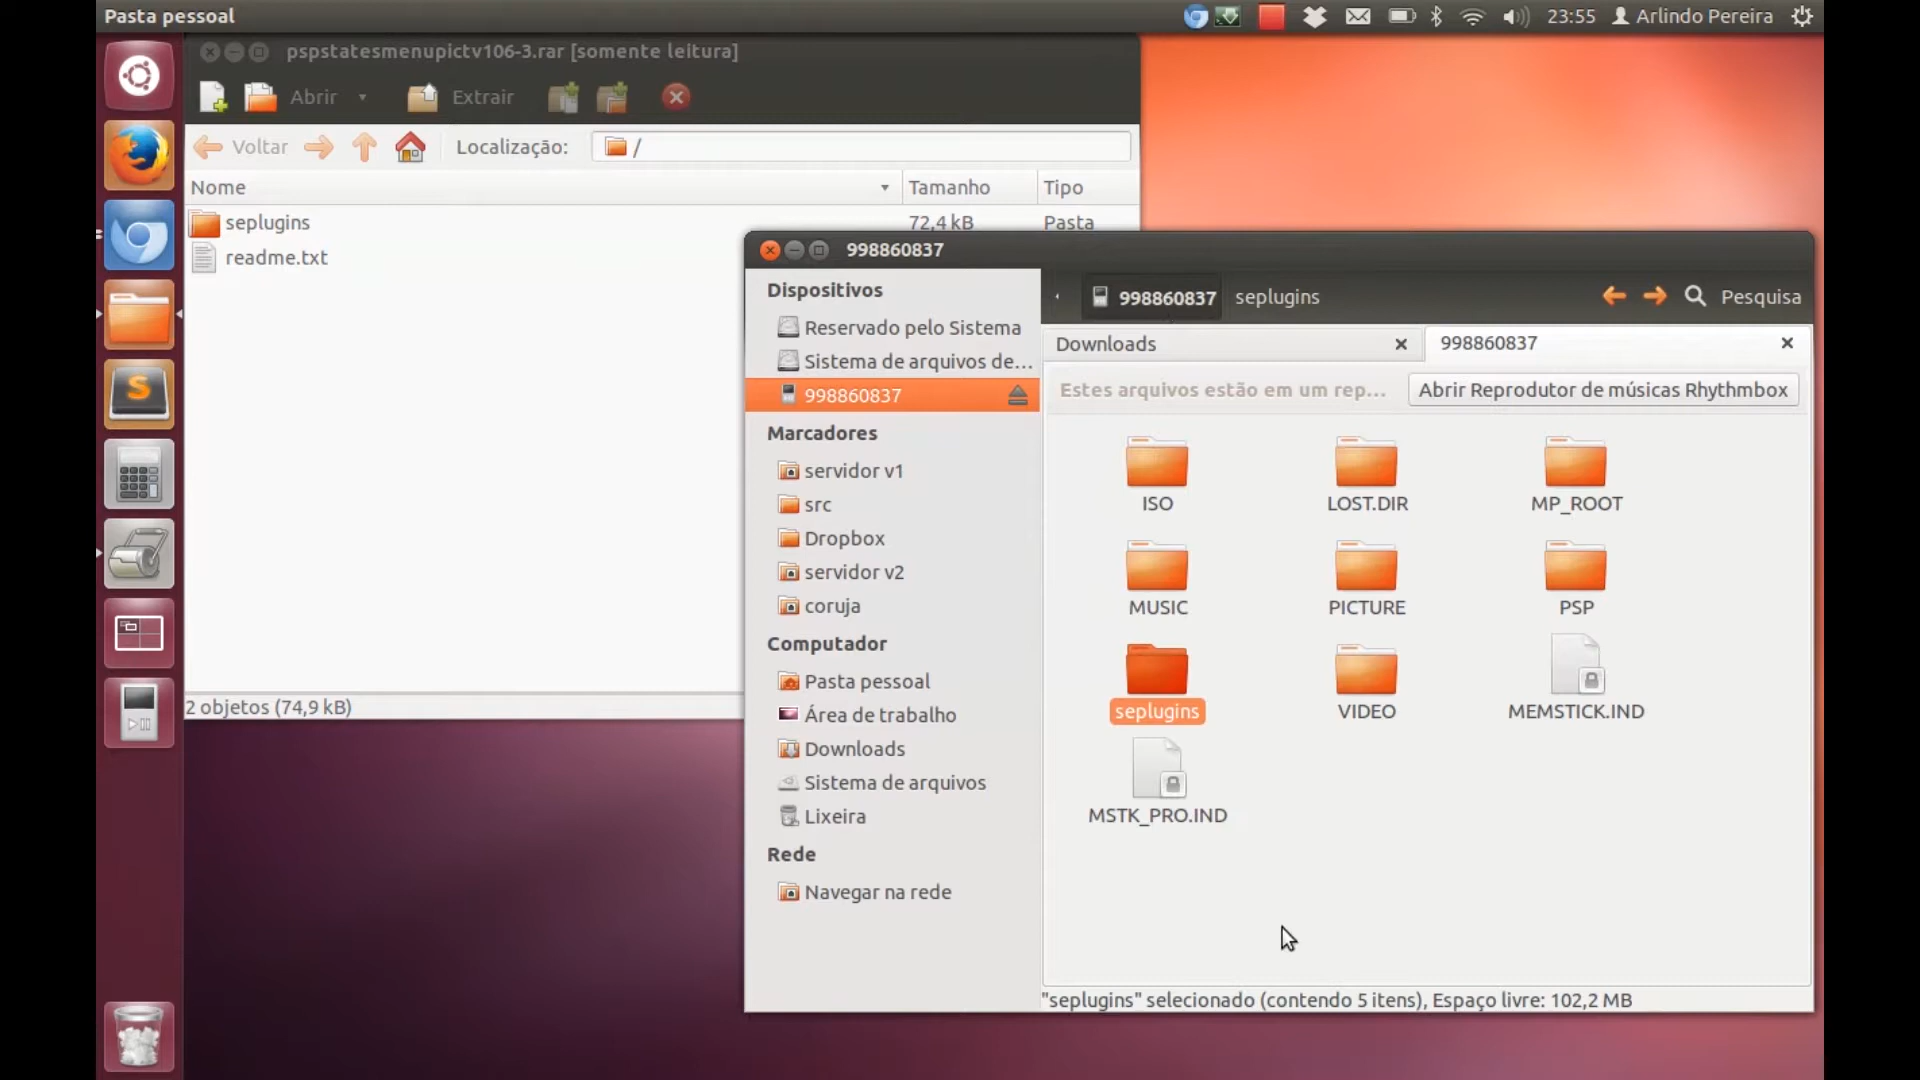 Pasta pessoal
23:55
Arlindo Pereira
pspstatesmenupictv106-3.rar [somente leitura]
Abrir
Extrair
Voltar
Localização:
/
Nome
Tamanho
Tipo
seplugins
72,4 kB
Pasta
readme.txt
2 objetos (74,9 kB)
998860837
Dispositivos
Reservado pelo Sistema
Sistema de arquivos de...
998860837
Marcadores
servidor v1
src
Dropbox
servidor v2
coruja
Computador
Pasta pessoal
Área de trabalho
Downloads
Sistema de arquivos
Lixeira
Rede
Navegar na rede
998860837
seplugins
Pesquisa
Downloads
998860837
Estes arquivos estão em um rep...
Abrir Reprodutor de músicas Rhythmbox
ISO
LOST.DIR
MP_ROOT
MUSIC
PICTURE
PSP
seplugins
VIDEO
MEMSTICK.IND
MSTK_PRO.IND
"seplugins" selecionado (contendo 5 itens), Espaço livre: 102,2 MB